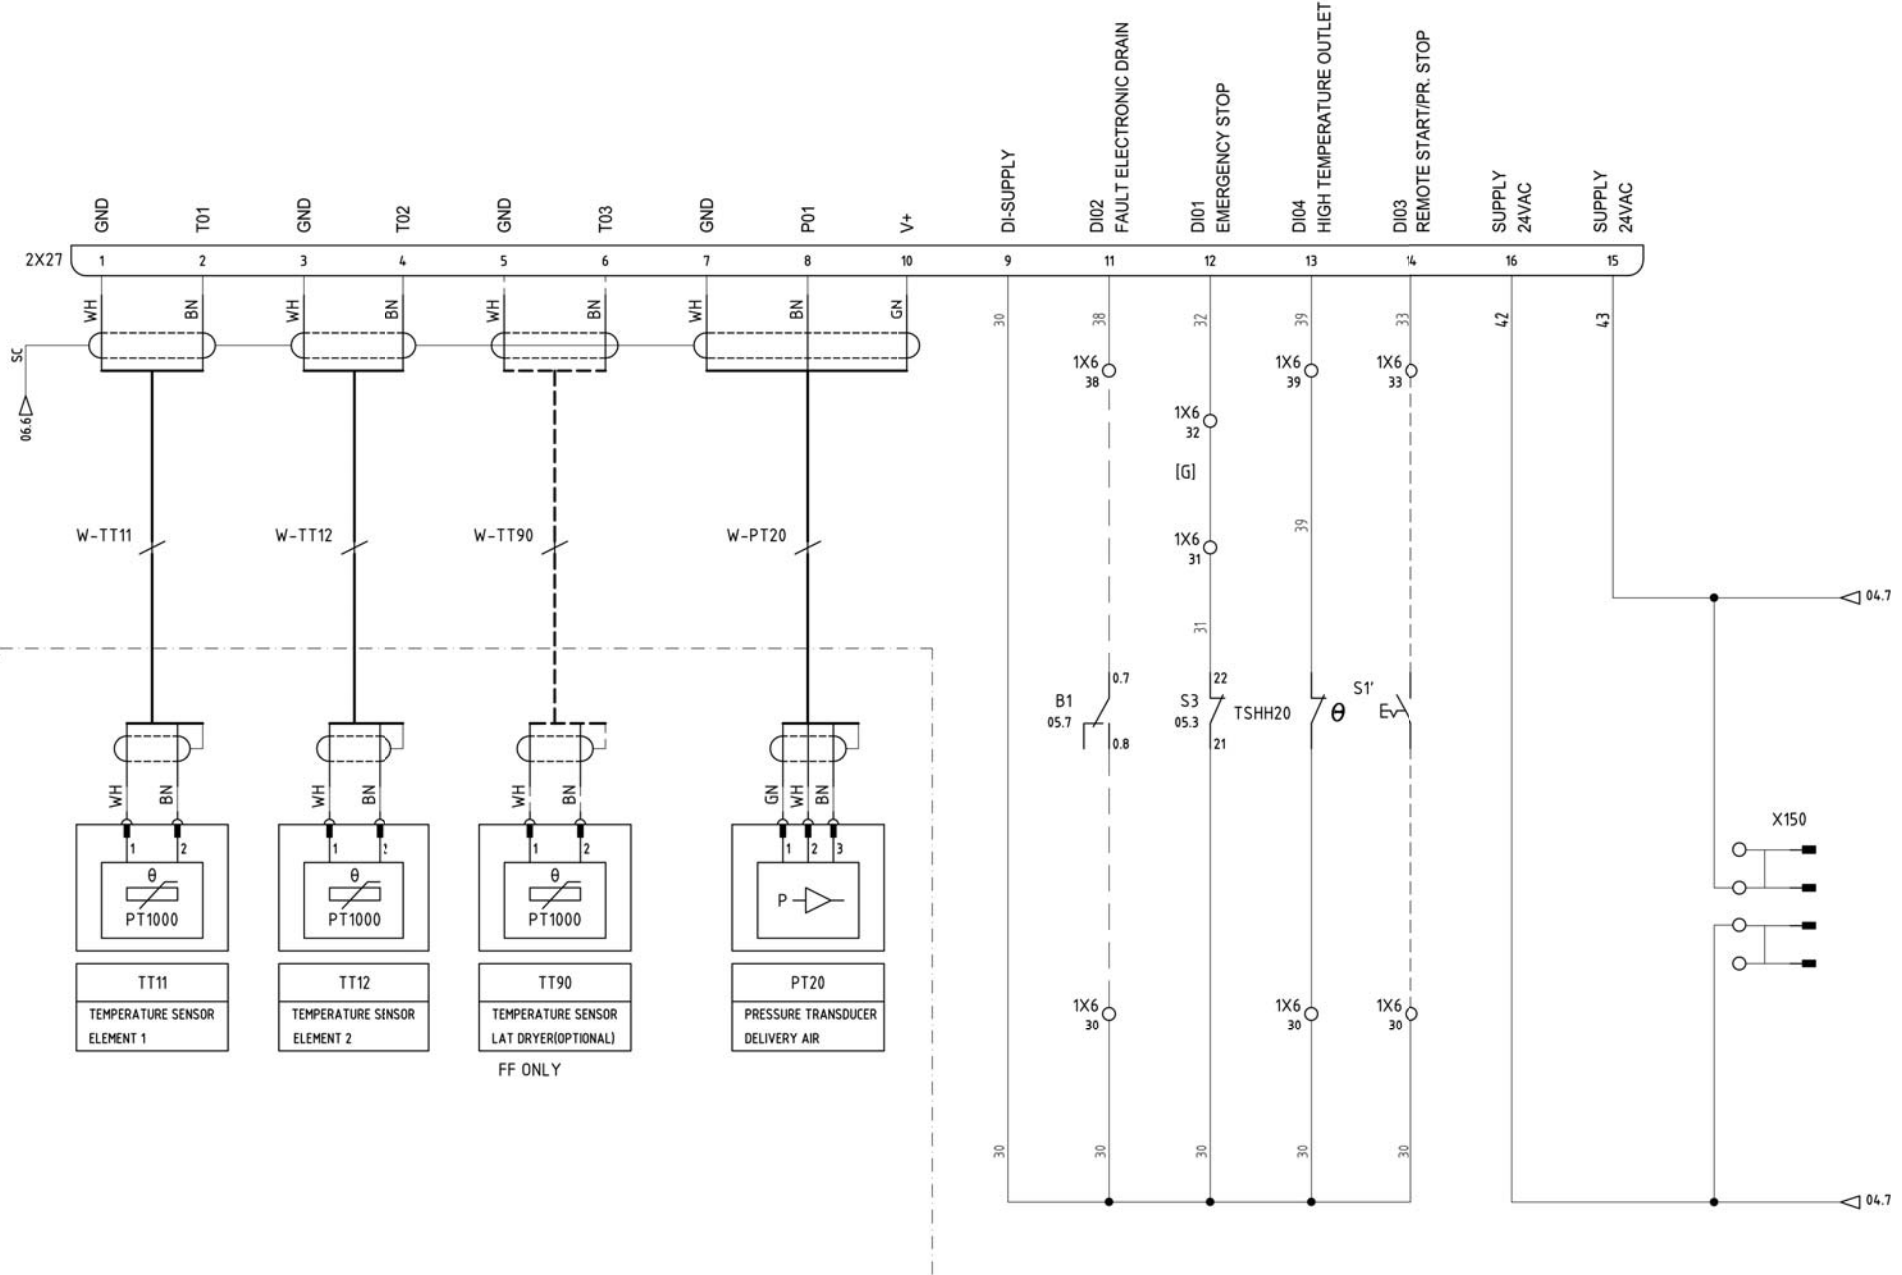 GND
T01
GND
T02
GND
T03
GND
P01
V+
DI-SUPPLY
DI02
FAULT ELECTRONIC DRAIN
DI01
EMERGENCY STOP
DI04
HIGH TEMPERATURE OUTLET
DI03
REMOTE START/PR. STOP
SUPPLY
24VAC
SUPPLY
24VAC
2X27
1 2 3 4 5 6 7 8 10 9 11 12 13 14 16 15
WH BN WH BN WH BN WH BN GN
30 38 32 39 33 42 43
SC
06.6
1X6
38
1X6
39
1X6
33
1X6
32
[G]
39
1X6
31
31
W-TT11
W-TT12
W-TT90
W-PT20
04.7
B1
05.7
0.7
0.8
S3
05.3
22
21
TSHH20
θ
S1'
E
WH BN WH BN WH BN GN WH BN
1 2 1 2 1 2 1 2 3
θ
PT1000
θ
PT1000
θ
PT1000
P
X150
TT11
TEMPERATURE SENSOR
ELEMENT 1
TT12
TEMPERATURE SENSOR
ELEMENT 2
TT90
TEMPERATURE SENSOR
LAT DRYER(OPTIONAL)
FF ONLY
PT20
PRESSURE TRANSDUCER
DELIVERY AIR
1X6
30
1X6
30
1X6
30
30 30 30 30 30
04.7